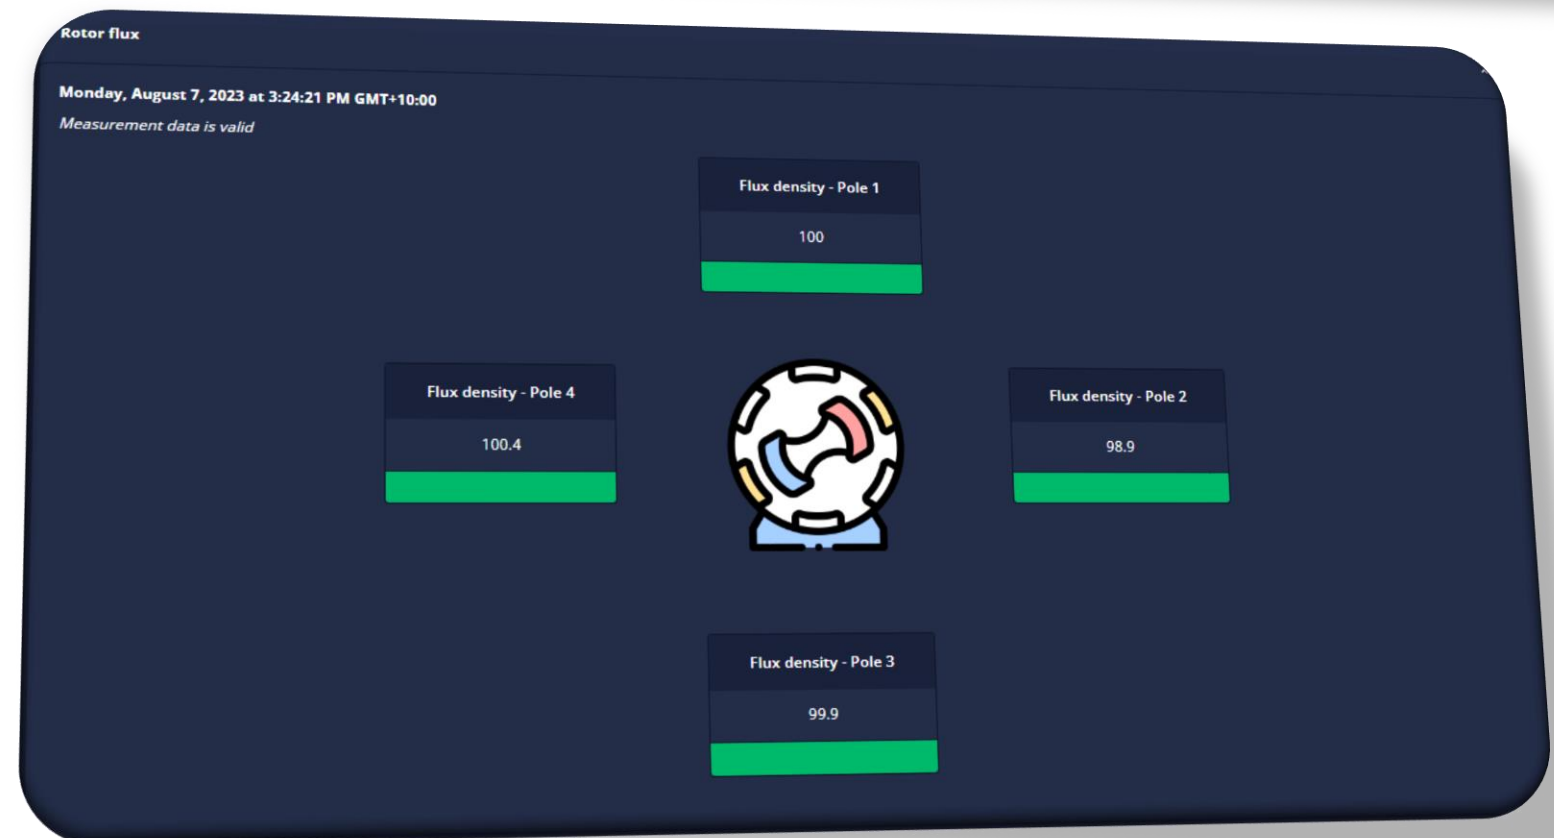 Rotor flux
Monday, August 7, 2023 at 3:24:21 PM GMT+10:00
Measurement data is valid
Flux density - Pole 1
100
Flux density - Pole 4
100.4
Flux density - Pole 2
98.9
Flux density - Pole 3
99.9